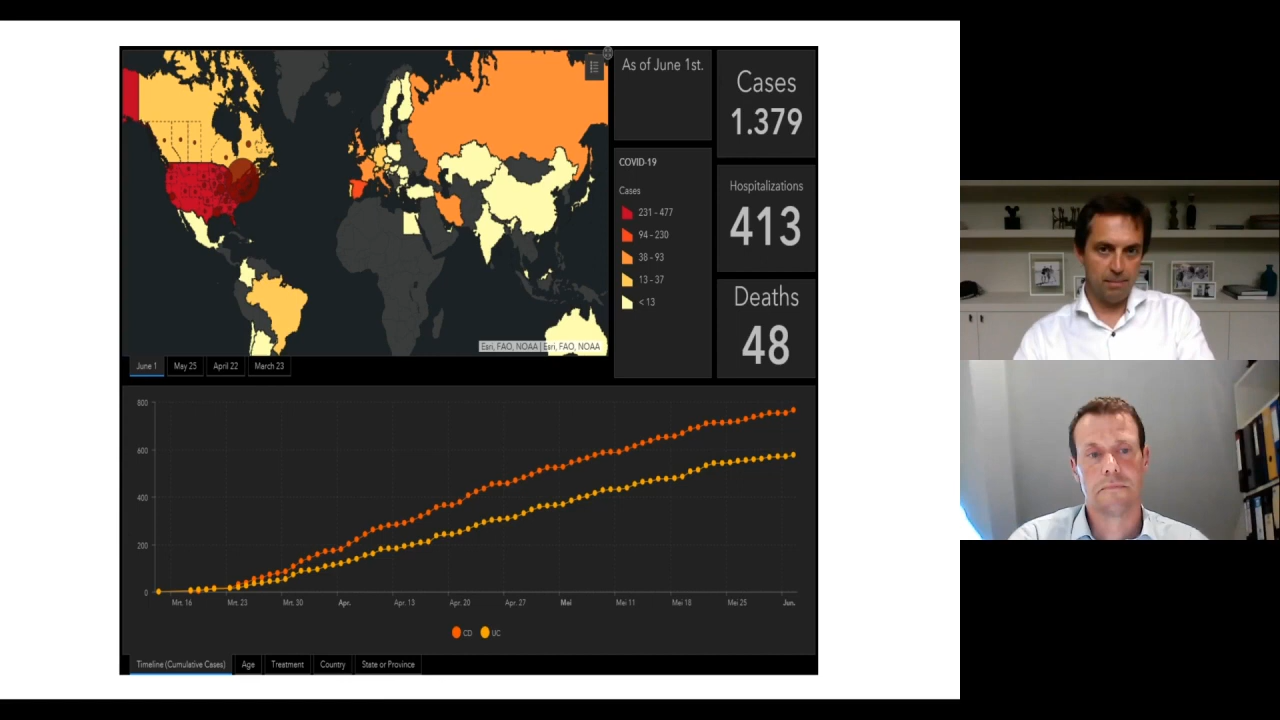 As of June 1st.
Cases
1.379
COVID-19
Cases
231 - 477
94 - 230
38 - 93
13 - 37
< 13
Hospitalizations
413
Deaths
48
Esri, FAO, NOAA | Esri, FAO, NOAA
June 1 May 25 April 22 March 23
800
600
400
200
0
Mrt. 16 Mrt. 23 Mrt. 30 Apr. Apr. 13 Apr. 20 Apr. 27 Mei Mei 11 Mei 18 Mei 25 Jun.
CD UC
Timeline (Cumulative Cases) Age Treatment Country State or Province